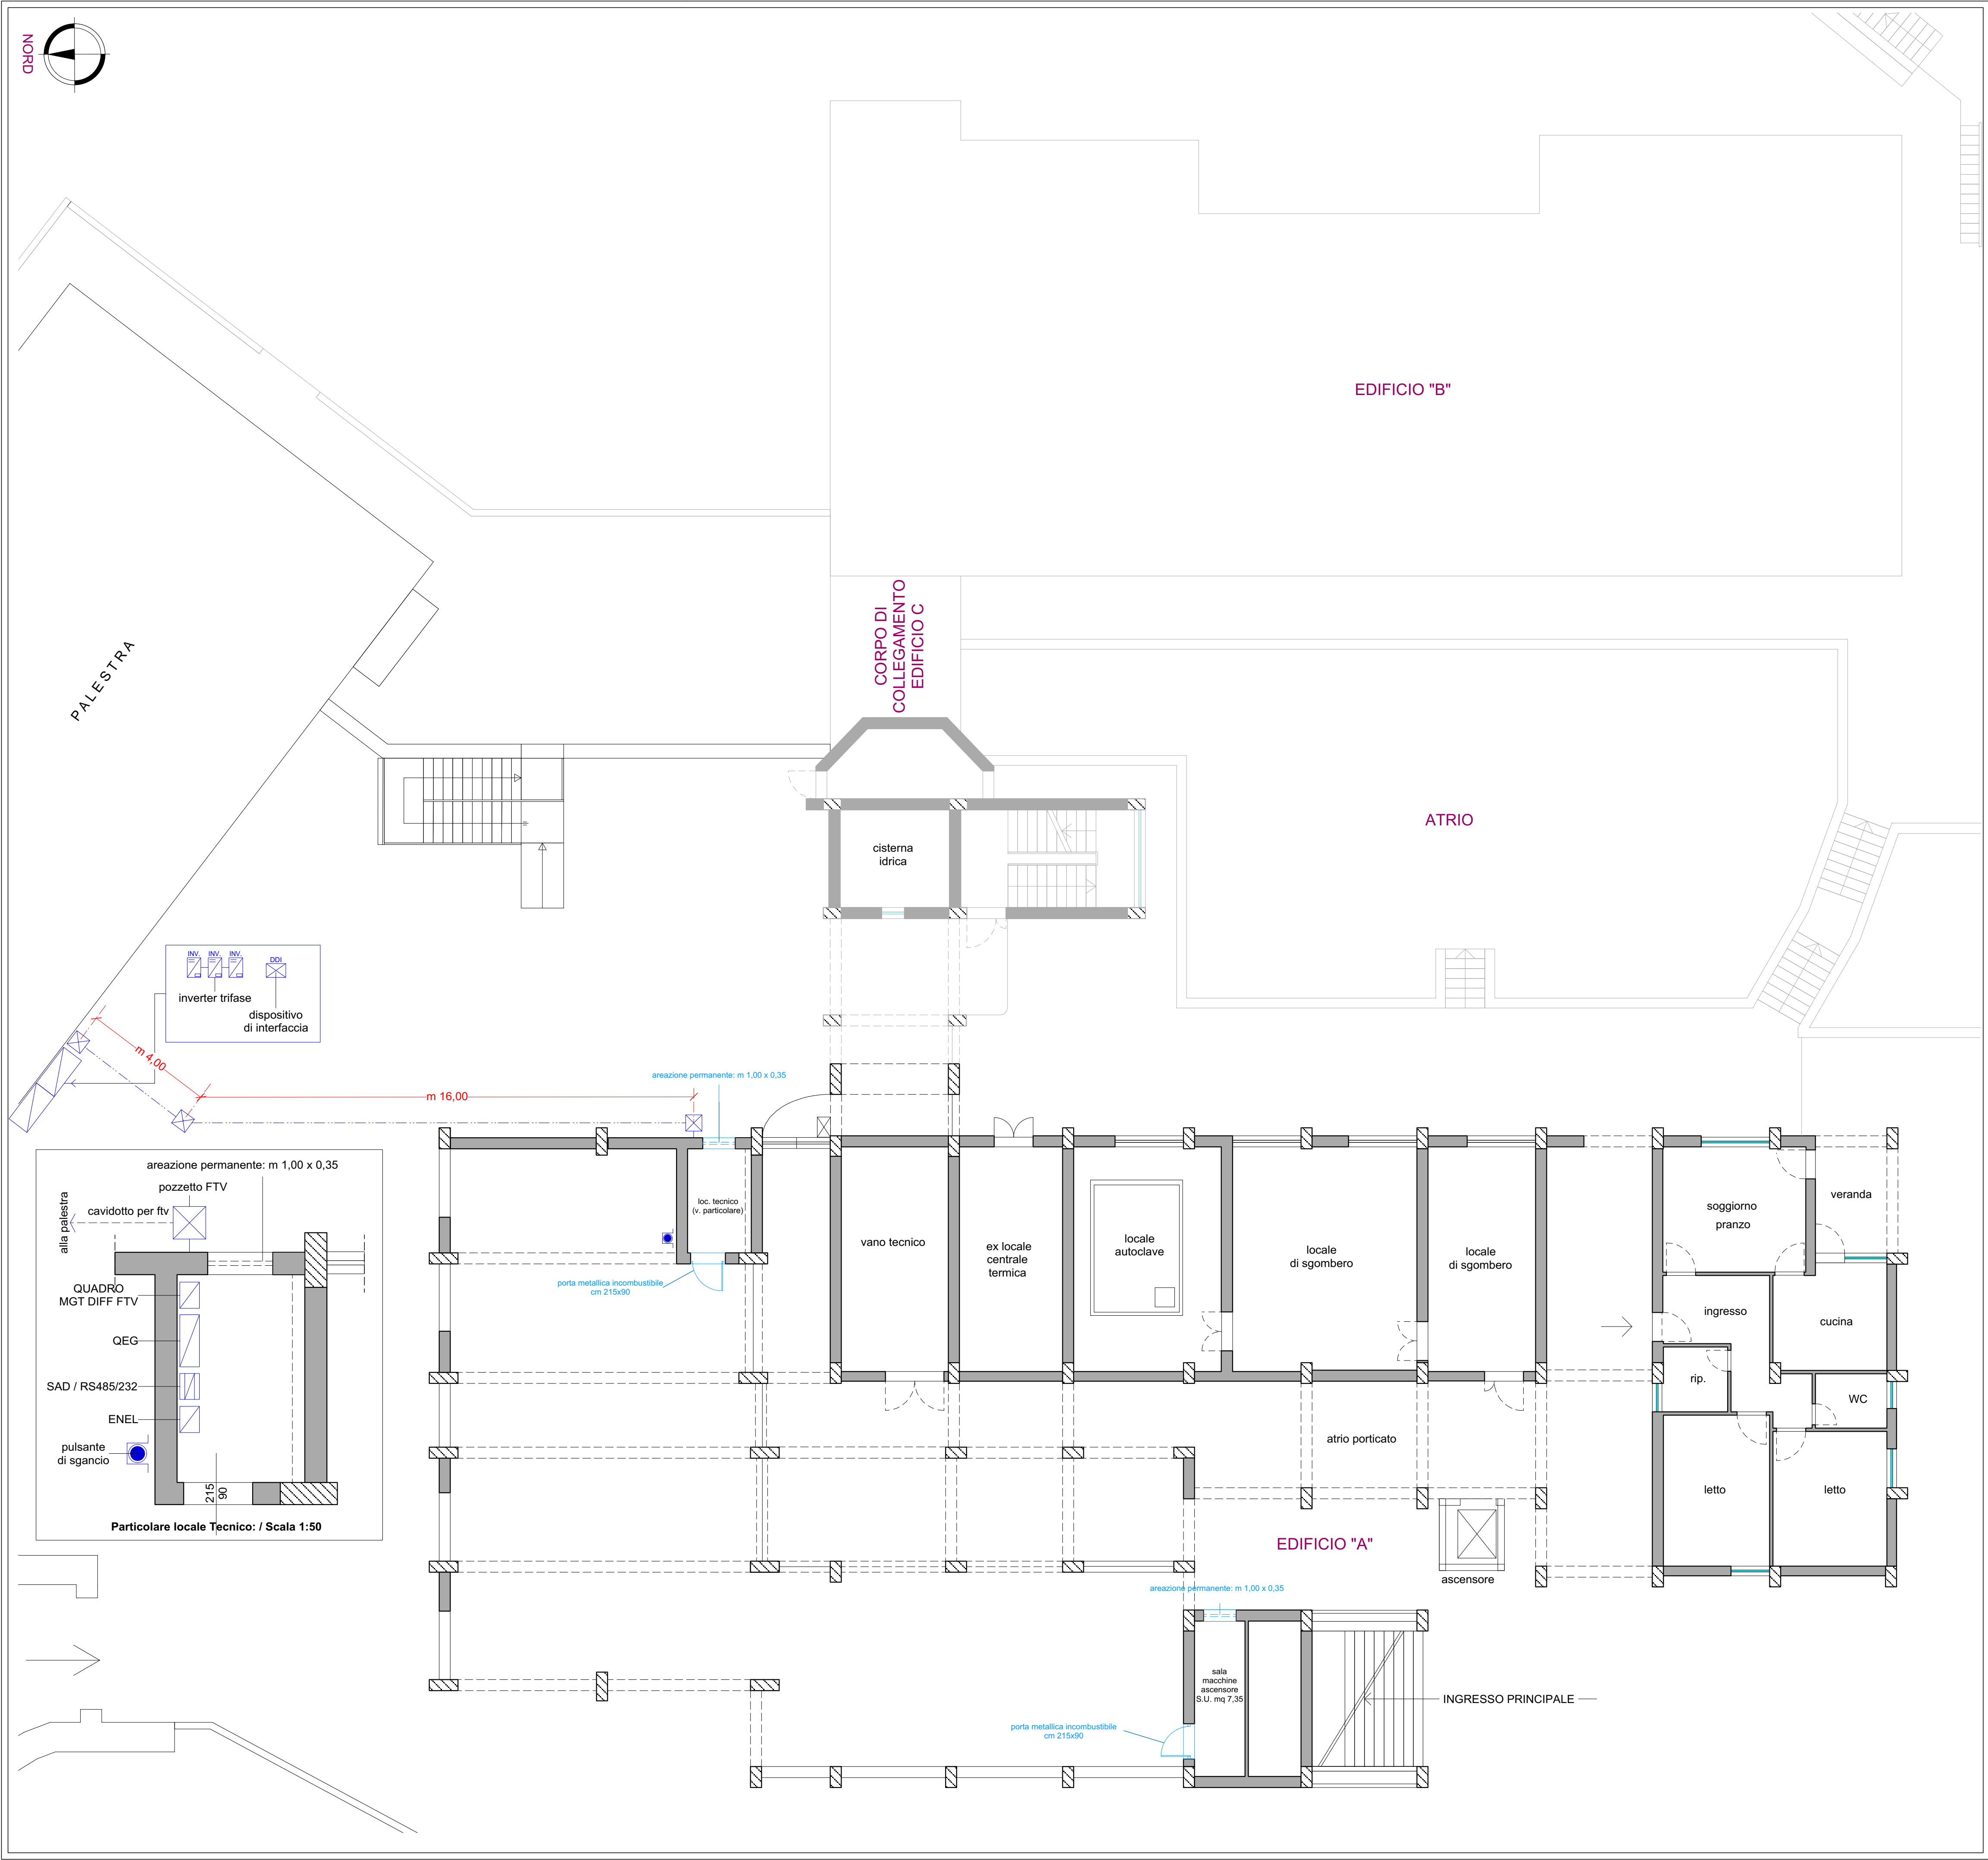 NORD
EDIFICIO "B"
CORPO DI
COLLEGAMENTO
EDIFICIO C
PALESTRA
ATRIO
cisterna
idrica
INV.
INV.
INV.
DDI
inverter trifase
dispositivo
di interfaccia
m 4,00
m 16,00
areazione permanente: m 1,00 x 0,35
areazione permanente: m 1,00 x 0,35
pozzetto FTV
cavidotto per ftv
alla palestra
QUADRO
MGT DIFF FTV
QEG
SAD / RS485/232
ENEL
pulsante
di sgancio
215
90
Particolare locale Tecnico: / Scala 1:50
loc. tecnico
(v. particolare)
porta metallica incombustibile
cm 215x90
vano tecnico
ex locale
centrale
termica
locale
autoclave
locale
di sgombero
locale
di sgombero
soggiorno
pranzo
veranda
ingresso
cucina
rip.
WC
letto
letto
atrio porticato
EDIFICIO "A"
ascensore
areazione permanente: m 1,00 x 0,35
sala
macchine
ascensore
S.U. mq 7,35
INGRESSO PRINCIPALE
porta metallica incombustibile
cm 215x90